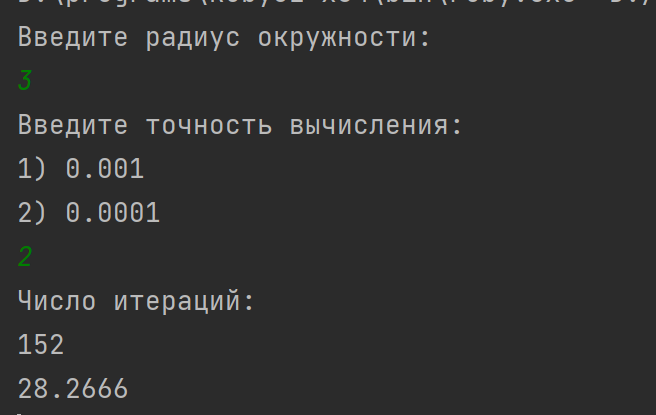 Введите радиус окружности:
3
Введите точность вычисления:
1) 0.001
2) 0.0001
2
Число итераций:
152
28.2666